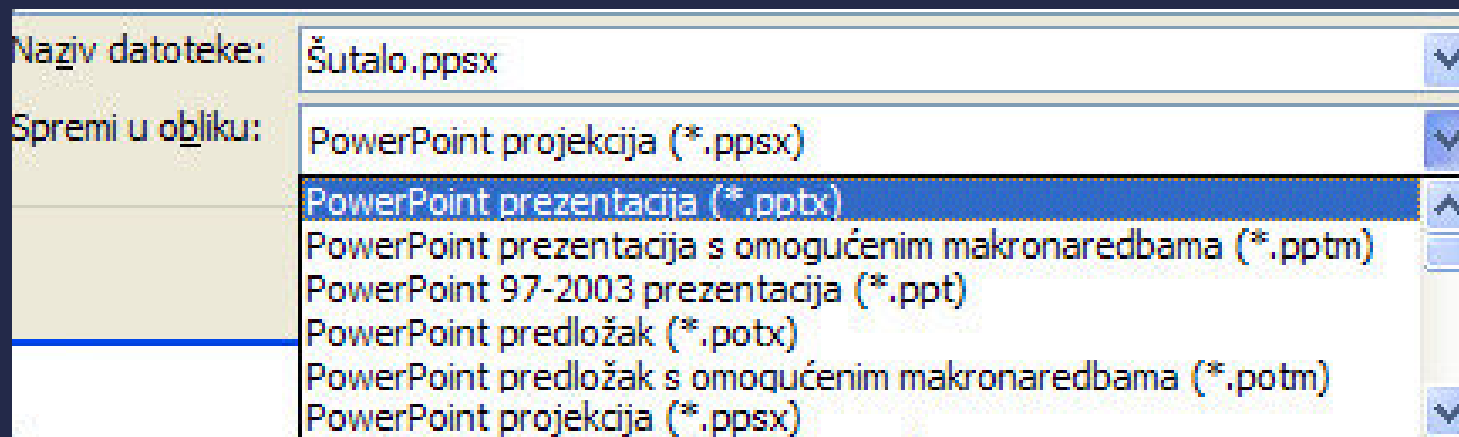 Naziv datoteke: Šutalo.ppsx
Spremi u obliku: PowerPoint projekcija (*.ppsx)
PowerPoint prezentacija (*.pptx)
PowerPoint prezentacija s omogućenim makronaredbama (*.pptm)
PowerPoint 97-2003 prezentacija (*.ppt)
PowerPoint predložak (*.potx)
PowerPoint predložak s omogućenim makronaredbama (*.potm)
PowerPoint projekcija (*.ppsx)